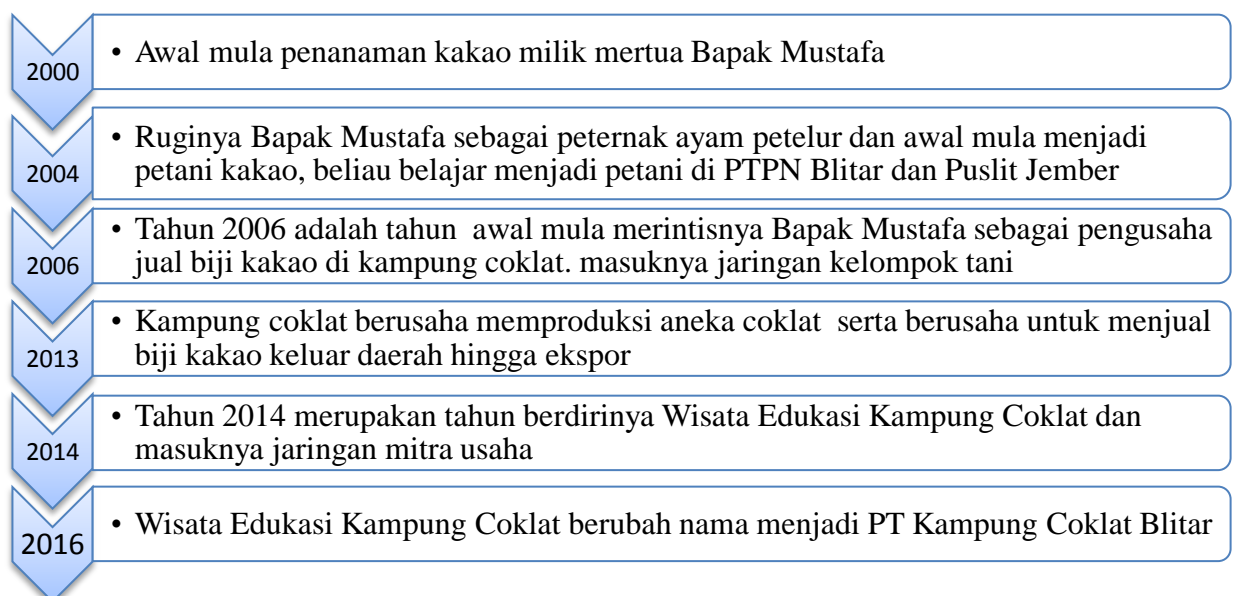 2000
• Awal mula penanaman kakao milik mertua Bapak Mustafa
2004
• Ruginya Bapak Mustafa sebagai peternak ayam petelur dan awal mula menjadi
petani kakao, beliau belajar menjadi petani di PTPN Blitar dan Puslit Jember
2006
• Tahun 2006 adalah tahun awal mula merintisnya Bapak Mustafa sebagai pengusaha
jual biji kakao di kampung coklat. masuknya jaringan kelompok tani
2013
• Kampung coklat berusaha memproduksi aneka coklat serta berusaha untuk menjual
biji kakao keluar daerah hingga ekspor
2014
• Tahun 2014 merupakan tahun berdirinya Wisata Edukasi Kampung Coklat dan
masuknya jaringan mitra usaha
2016
• Wisata Edukasi Kampung Coklat berubah nama menjadi PT Kampung Coklat Blitar